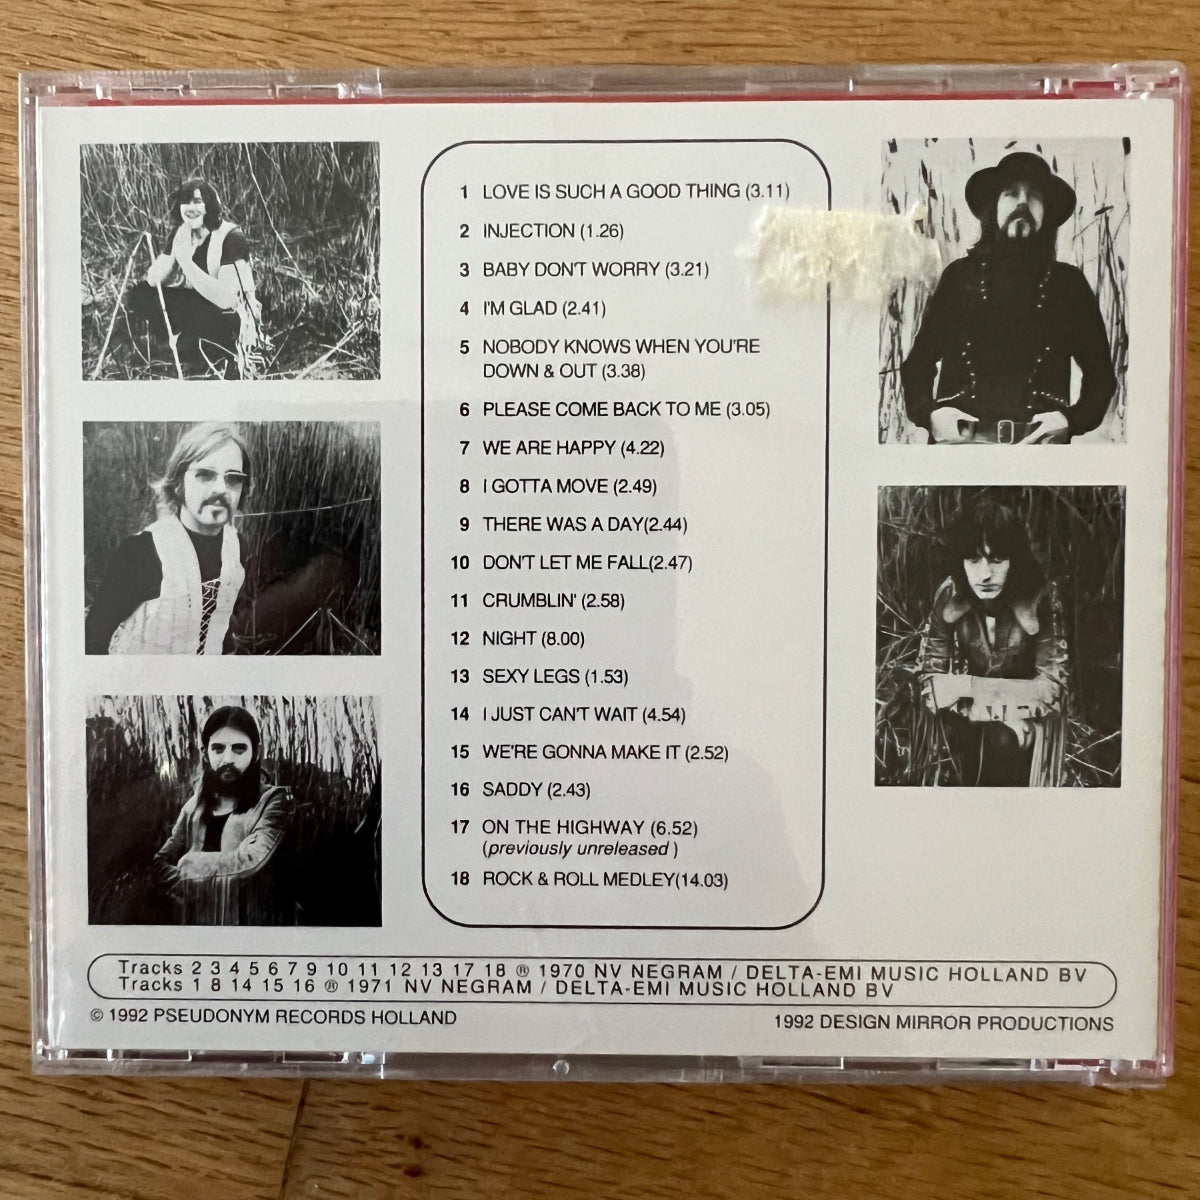 1 LOVE IS SUCH A GOOD THING (3.11)
2 INJECTION (1.26)
3 BABY DON'T WORRY (3.21)
4 I'M GLAD (2.41)
5 NOBODY KNOWS WHEN YOU'RE
DOWN & OUT (3.38)
6 PLEASE COME BACK TO ME (3.05)
7 WE ARE HAPPY (4.22)
8 I GOTTA MOVE (2.49)
9 THERE WAS A DAY(2.44)
10 DON'T LET ME FALL(2.47)
11 CRUMBLIN' (2.58)
12 NIGHT (8.00)
13 SEXY LEGS (1.53)
14 I JUST CAN'T WAIT (4.54)
15 WE'RE GONNA MAKE IT (2.52)
16 SADDY (2.43)
17 ON THE HIGHWAY (6.52)
(previously unreleased )
18 ROCK & ROLL MEDLEY(14.03)
Tracks 2 3 4 5 6 7 9 10 11 12 13 17 18 ® 1970 NV NEGRAM / DELTA-EMI MUSIC HOLLAND BV
Tracks 1 8 14 15 16 ® 1971 NV NEGRAM / DELTA-EMI MUSIC HOLLAND BV
© 1992 PSEUDONYM RECORDS HOLLAND
1992 DESIGN MIRROR PRODUCTIONS